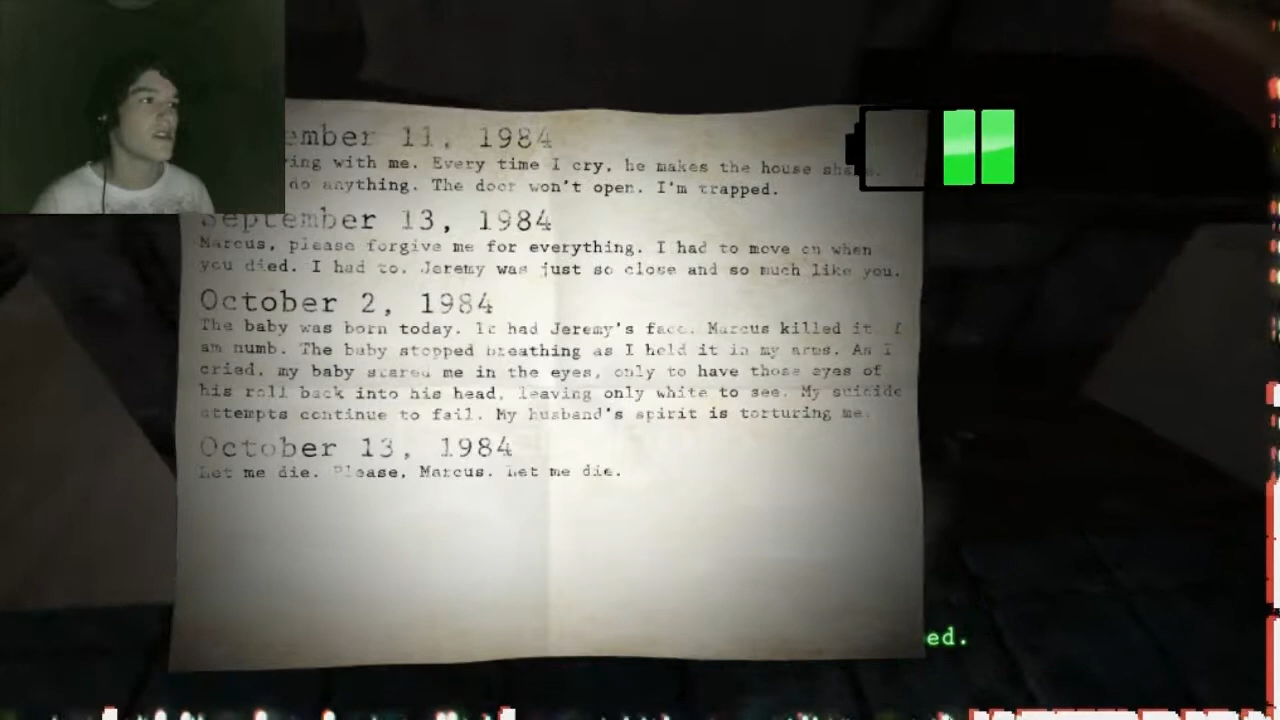 ember 11, 1984
ing with me. Every time I cry, he makes the house
do anything. The door won't open. I'm trapped.
September 13, 1984
Marcus, please forgive me for everything. I had to move on when
you died. I had to. Jeremy was just so close and so much like you.
October 2, 1984
The baby was born today. It had Jeremy's face. Marcus killed it. I
am numb. The baby stopped breathing as I held it in my arms. As I
cried, my baby stared me in the eyes, only to have those eyes of
his roll back into his head, leaving only white to see. My suicide
attempts continue to fail. My husband's spirit is torturing me.
October 13, 1984
Let me die. Please, Marcus. Let me die.
ed.